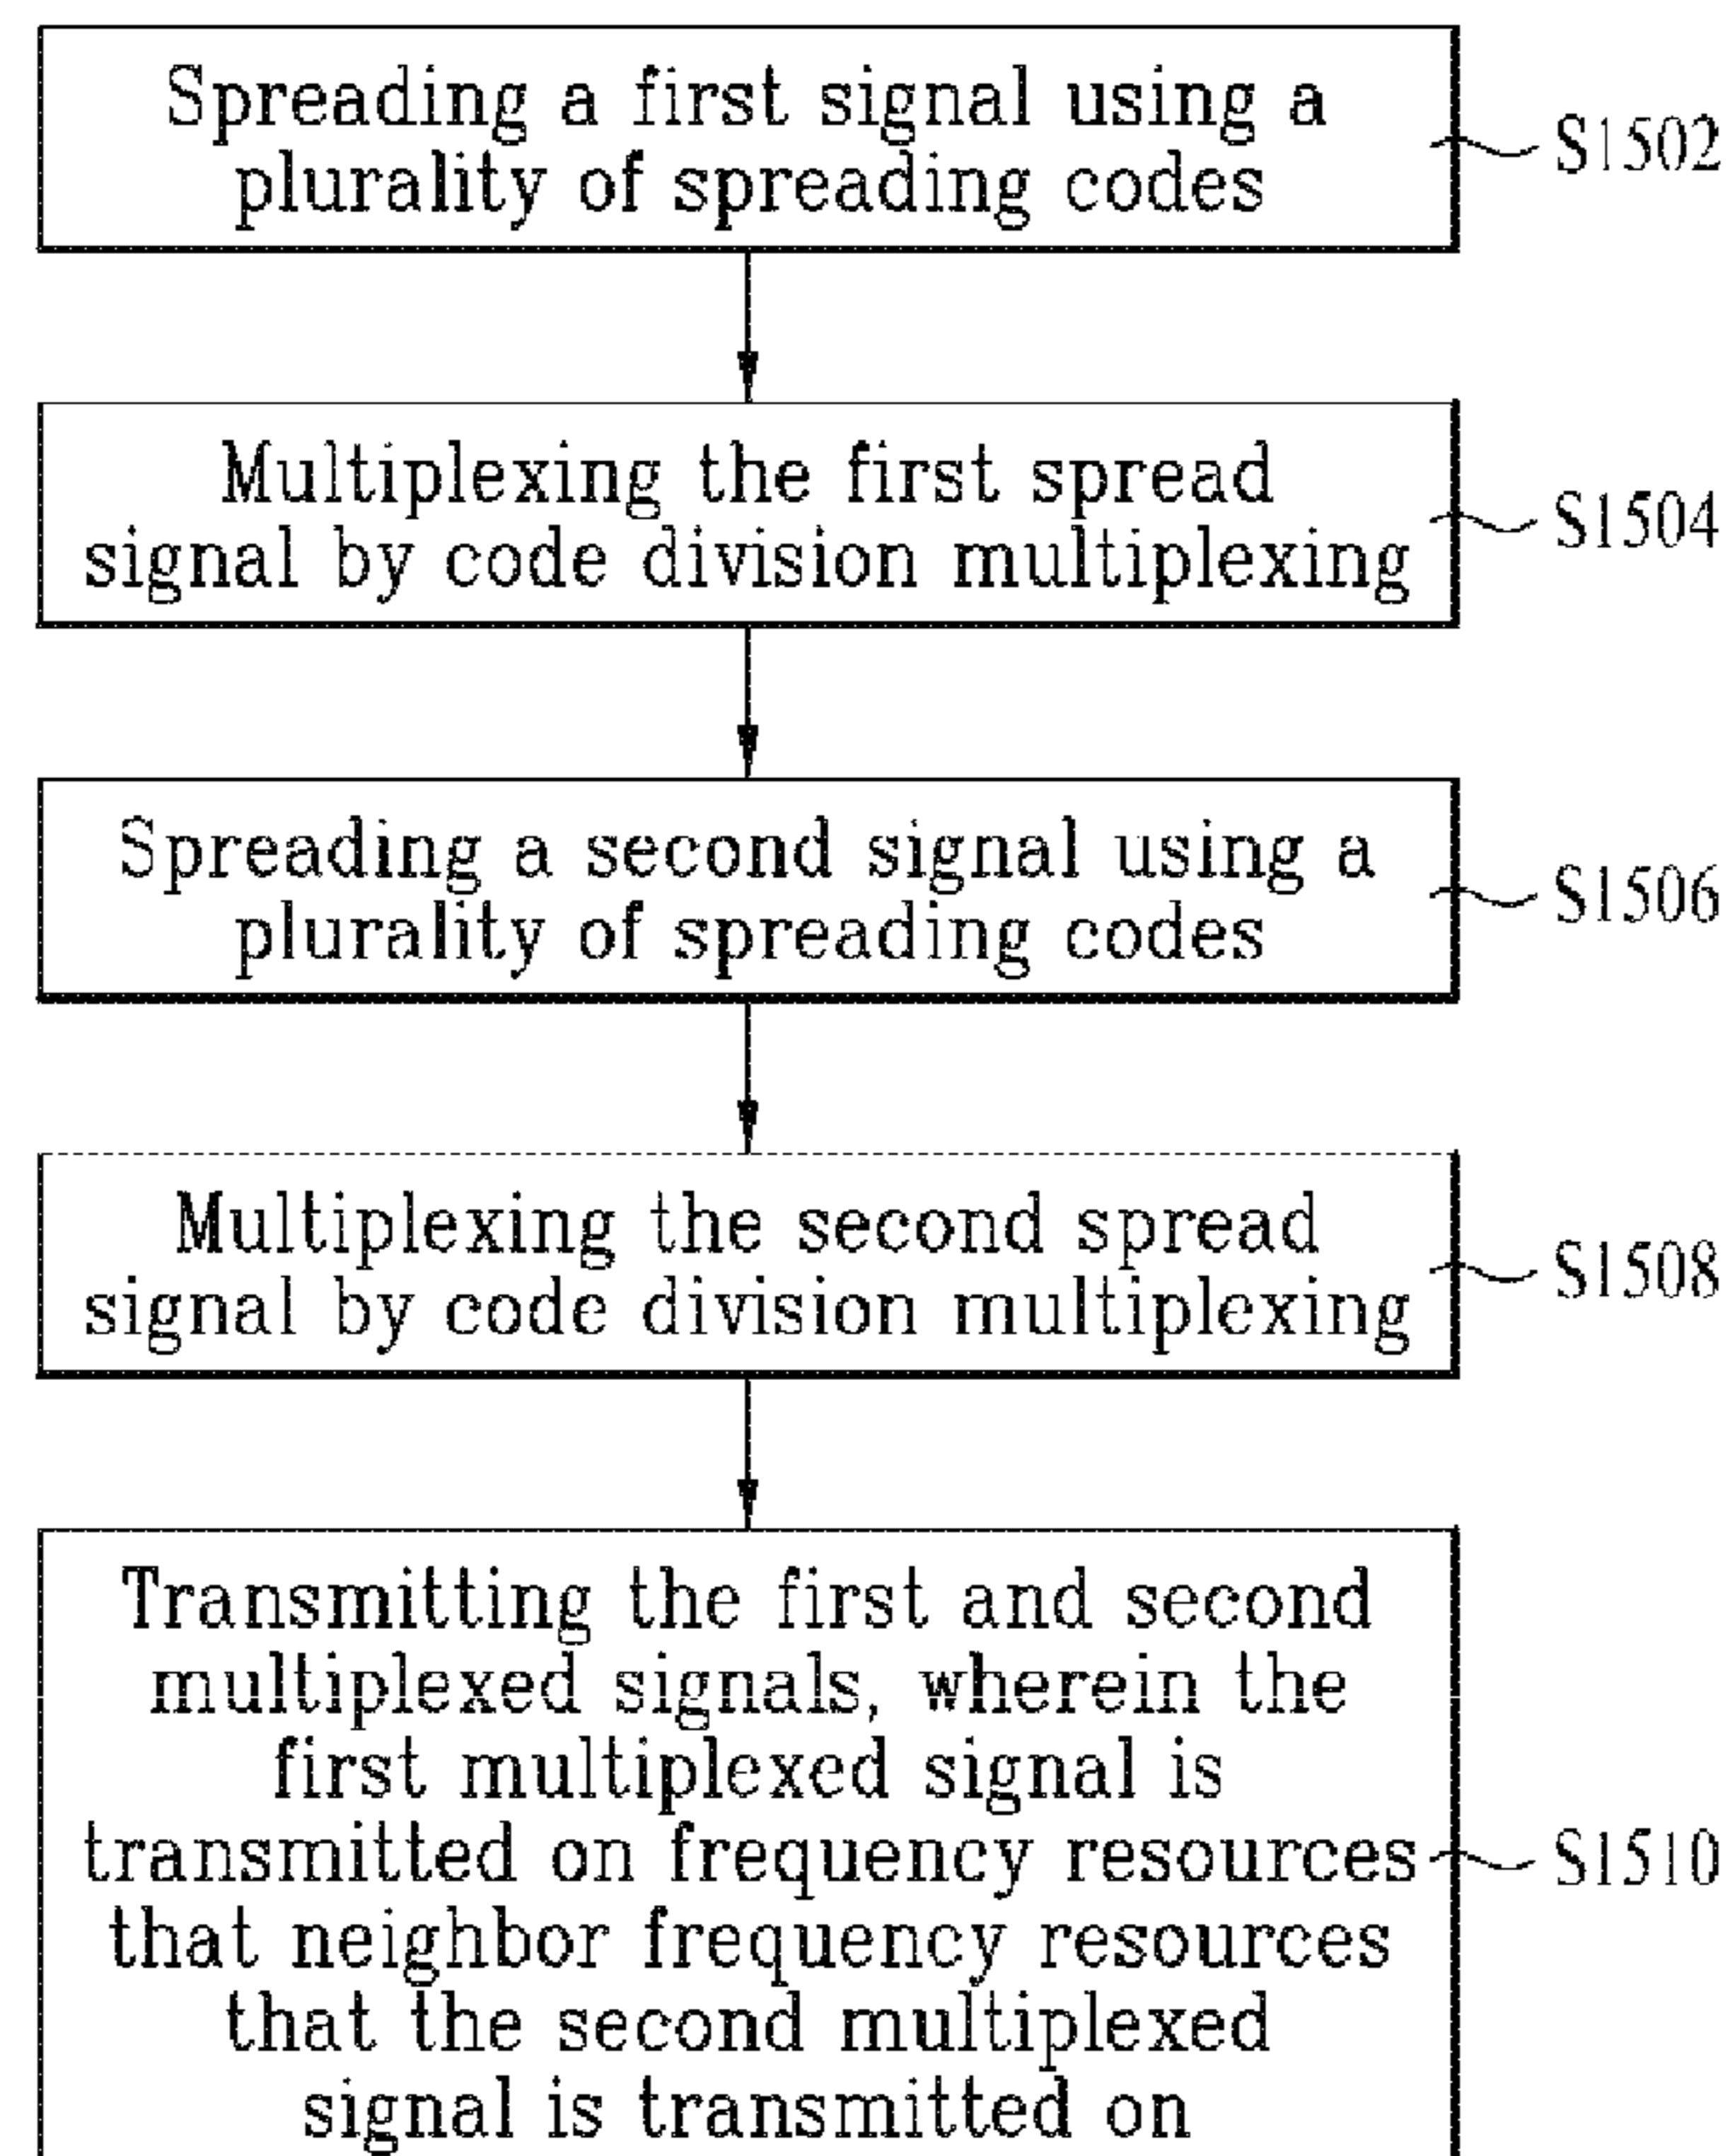 Spreading a first signal using a
plurality of spreading codes
S1502
Multiplexing the first spread
signal by code division multiplexing
S1504
Spreading a second signal using a
plurality of spreading codes
S1506
Multiplexing the second spread
signal by code division multiplexing
S1508
Transmitting the first and second
multiplexed signals, wherein the
first multiplexed signal is
transmitted on frequency resources
that neighbor frequency resources
that the second multiplexed
signal is transmitted on
S1510